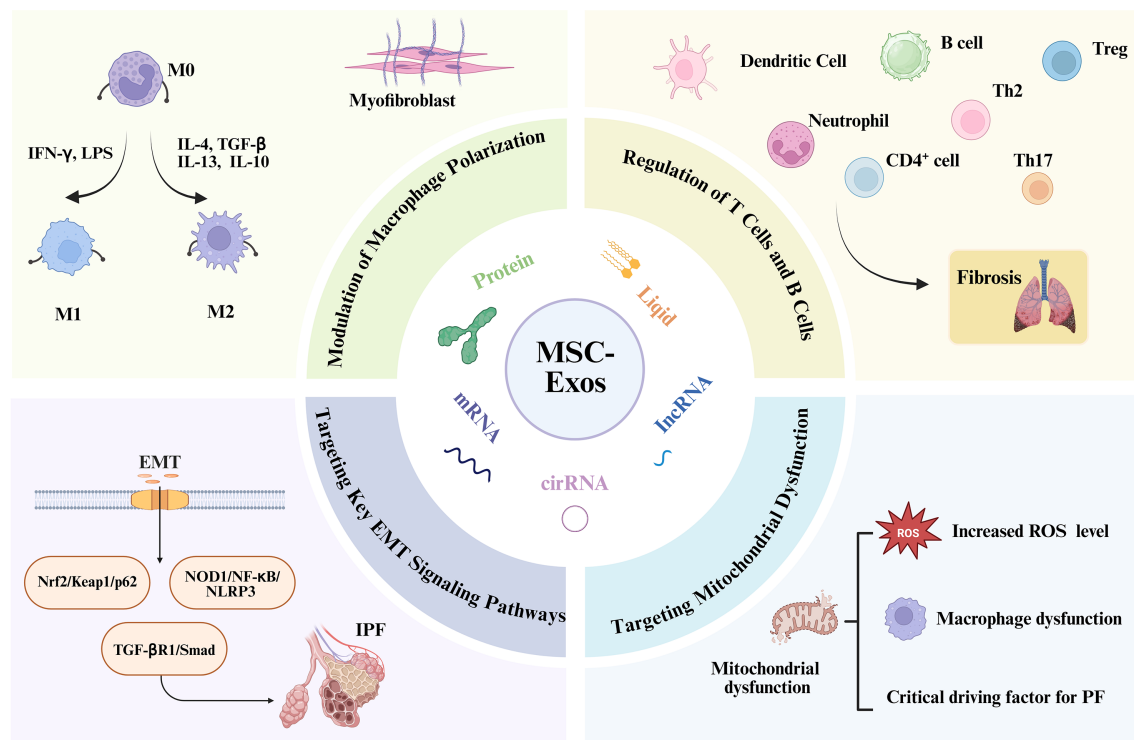 M0
IFN-γ, LPS
IL-4, TGF-β
IL-13, IL-10
M1
M2
Myofibroblast
Modulation of Macrophage Polarization
Dendritic Cell
B cell
Treg
Th2
Neutrophil
CD4⁺ cell
Th17
Fibrosis
Regulation of T Cells and B Cells
Protein
Liqid
MSC-
Exos
mRNA
lncRNA
cirRNA
EMT
Nrf2/Keap1/p62
NOD1/NF-κB/
NLRP3
TGF-βR1/Smad
IPF
Targeting Key EMT Signaling Pathways
Targeting Mitochondrial Dysfunction
Mitochondrial
dysfunction
ROS
Increased ROS level
Macrophage dysfunction
Critical driving factor for PF